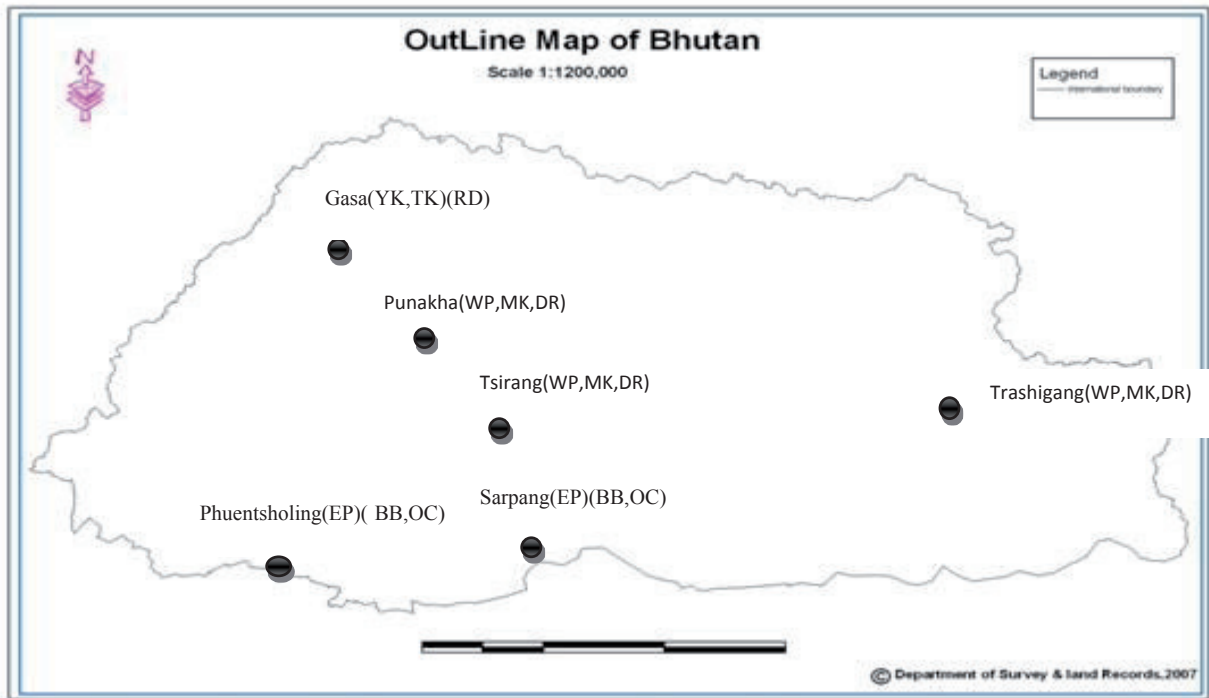 OutLine Map of Bhutan
Scale 1:1200,000
N
Legend
International boundary
Gasa(YK,TK)(RD)
Punakha(WP,MK,DR)
Tsirang(WP,MK,DR)
Trashigang(WP,MK,DR)
Sarpang(EP)(BB,OC)
Phuentsholing(EP)( BB,OC)
© Department of Survey & land Records,2007